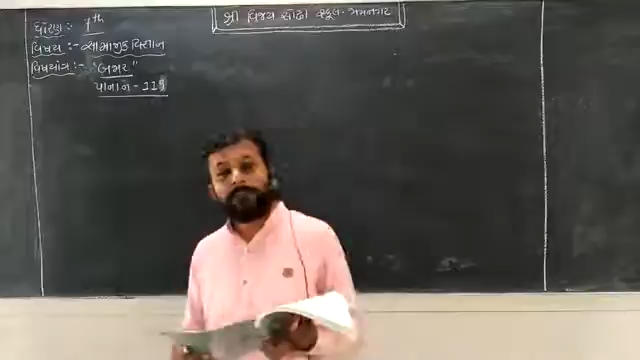 શ્રી વિજય સોઢા સ્કૂલ - જામનગર
ધોરણ :- 7th
વિષય :- સામાજીક વિજ્ઞાન
વિષયાંગ :- "બજાર"
પાના નં - 119